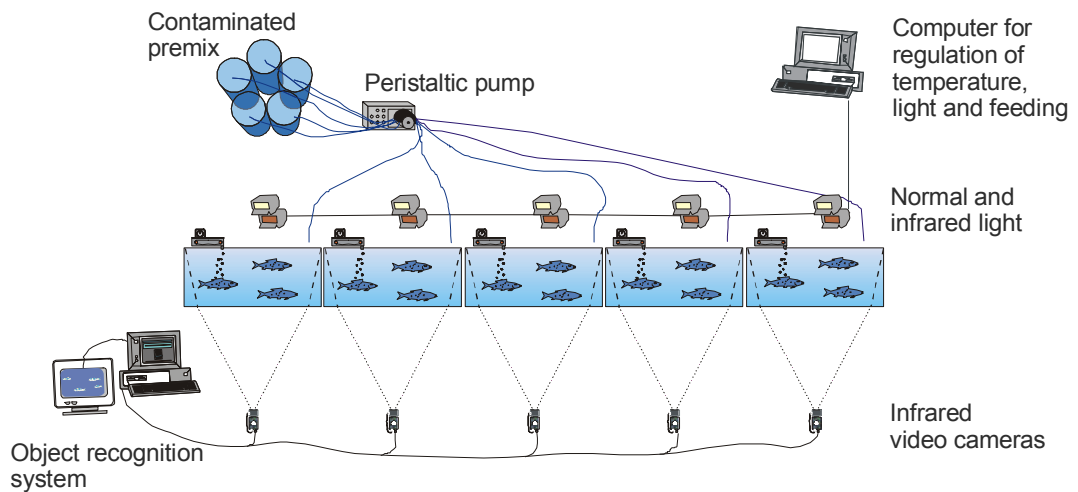 Contaminated
premix
Peristaltic pump
Computer for
regulation of
temperature,
light and feeding
Normal and
infrared light
Infrared
video cameras
Object recognition
system